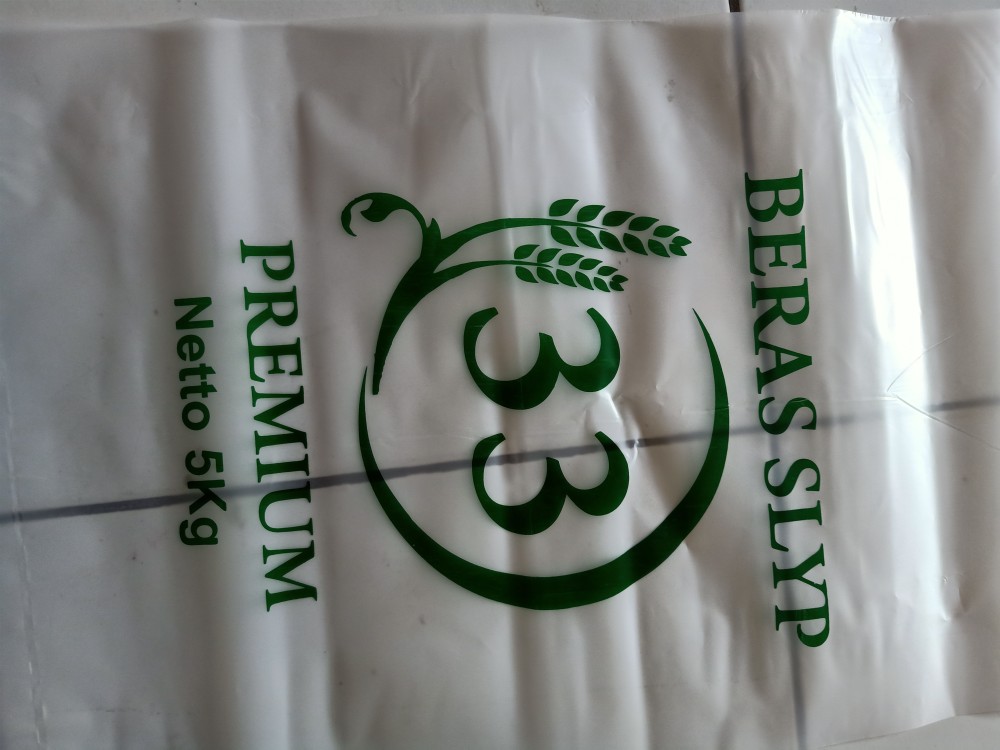 BERAS SLYP
33
PREMIUM
Netto 5Kg